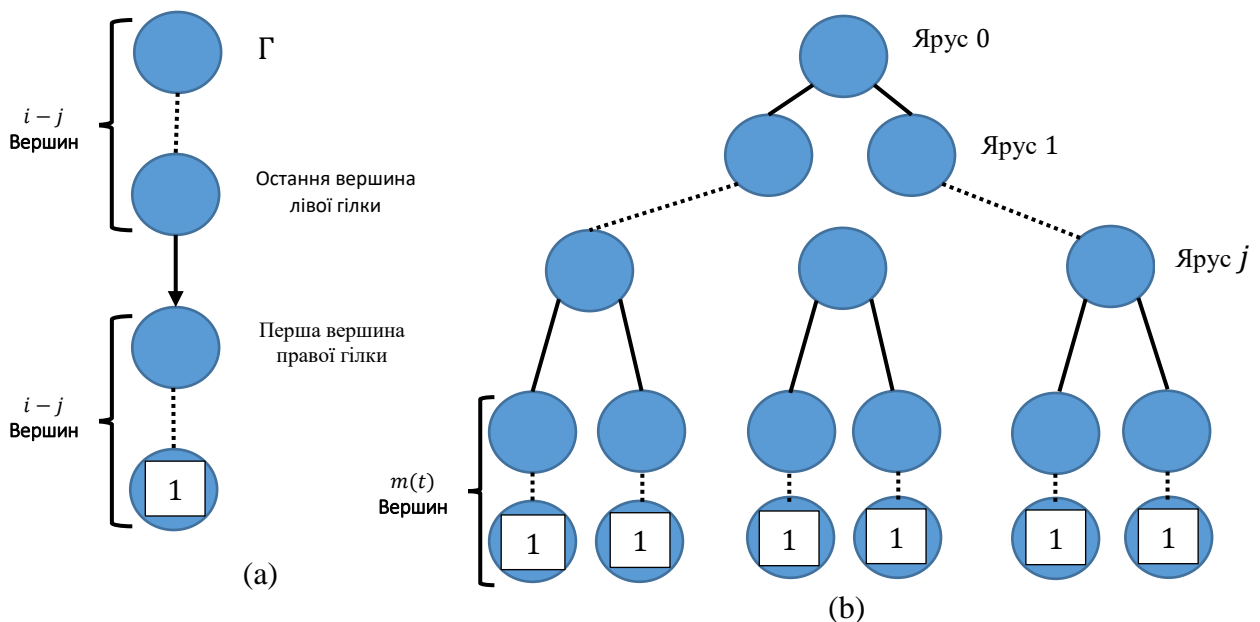 Γ
i − j
Вершин
Остання вершина
лівої гілки
Перша вершина
правої гілки
i − j
Вершин
1
(a)
Ярус 0
Ярус 1
Ярус j
m(t)
Вершин
1
1
1
1
1
1
(b)